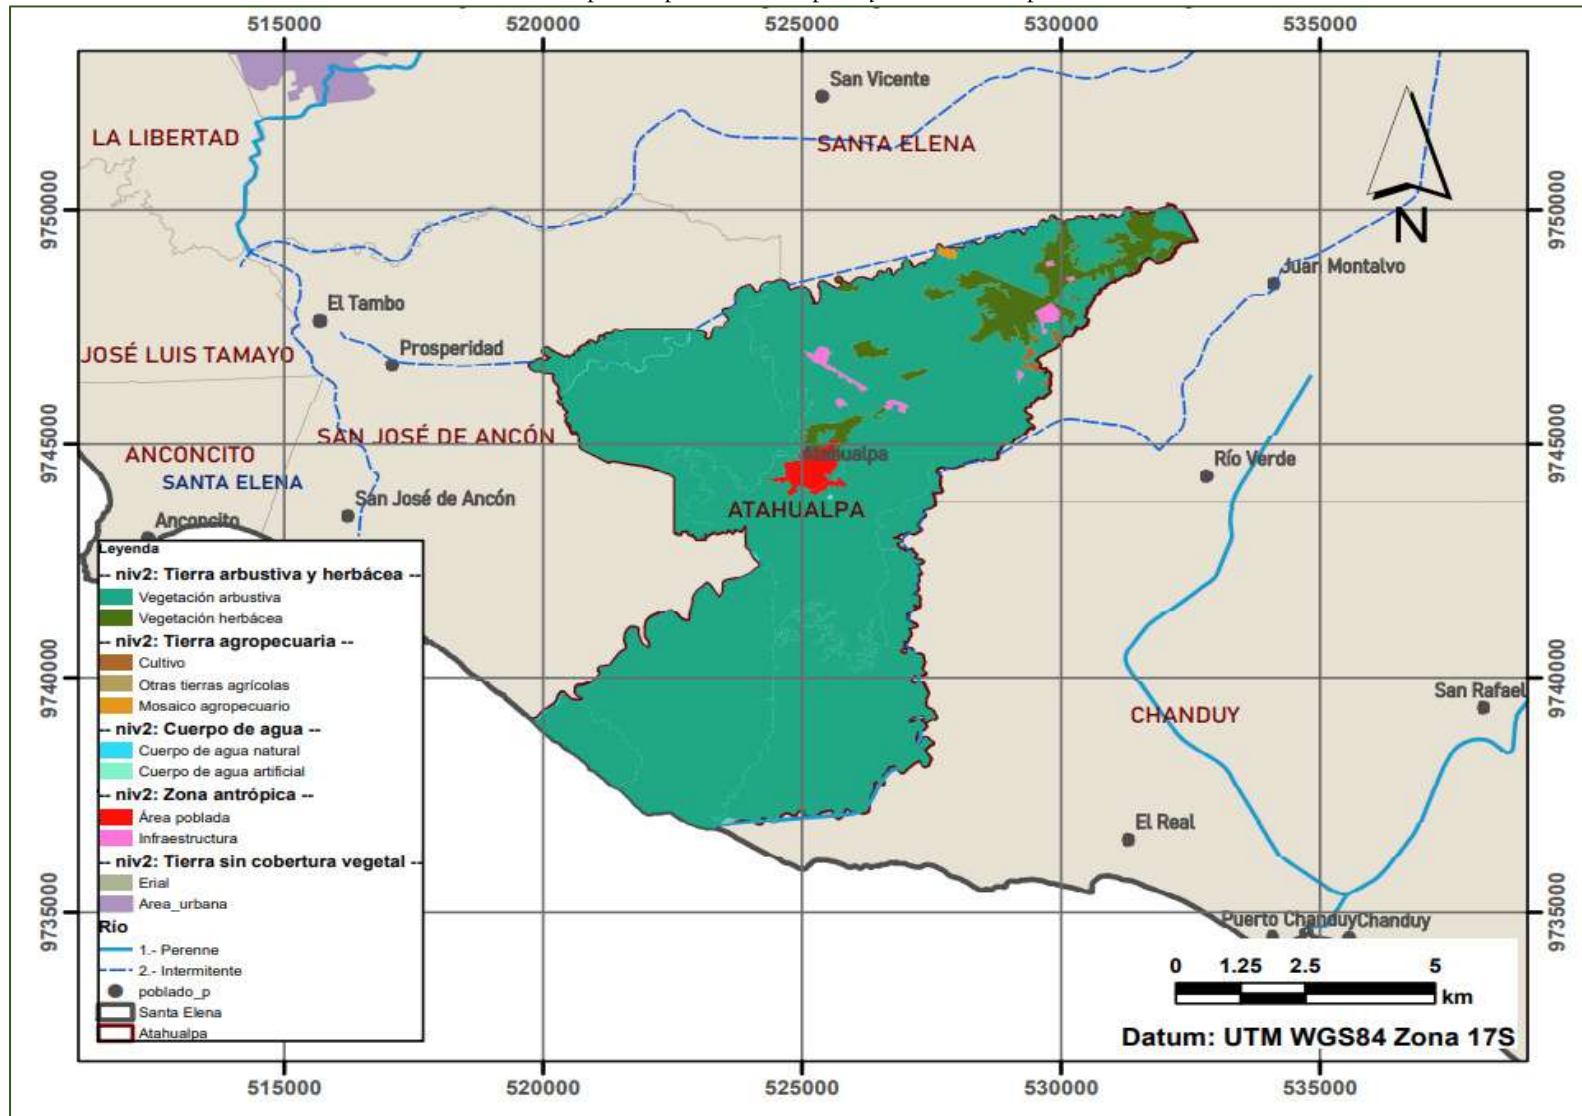 515000 520000 525000 530000 535000
San Vicente
LA LIBERTAD
SANTA ELENA
9750000
9750000
N
Juan Montalvo
El Tambo
JOSÉ LUIS TAMAYO
Prosperidad
SAN JOSÉ DE ANCÓN
9745000
9745000
ANCONCITO
Atahualpa
Río Verde
SANTA ELENA
San José de Ancón
ATAHUALPA
Anconcito
Leyenda
-- niv2: Tierra arbustiva y herbácea --
Vegetación arbustiva
Vegetación herbácea
-- niv2: Tierra agropecuaria --
Cultivo
Otras tierras agrícolas
Mosaico agropecuario
-- niv2: Cuerpo de agua --
Cuerpo de agua natural
Cuerpo de agua artificial
-- niv2: Zona antrópica --
Área poblada
Infraestructura
-- niv2: Tierra sin cobertura vegetal --
Erial
Area_urbana
Río
1.- Perenne
2.- Intermitente
poblado_p
Santa Elena
Atahualpa
9740000
9740000
San Rafael
CHANDUY
El Real
9735000
9735000
Puerto Chanduy Chanduy
0 1.25 2.5 5
km
Datum: UTM WGS84 Zona 17S
515000 520000 525000 530000 535000